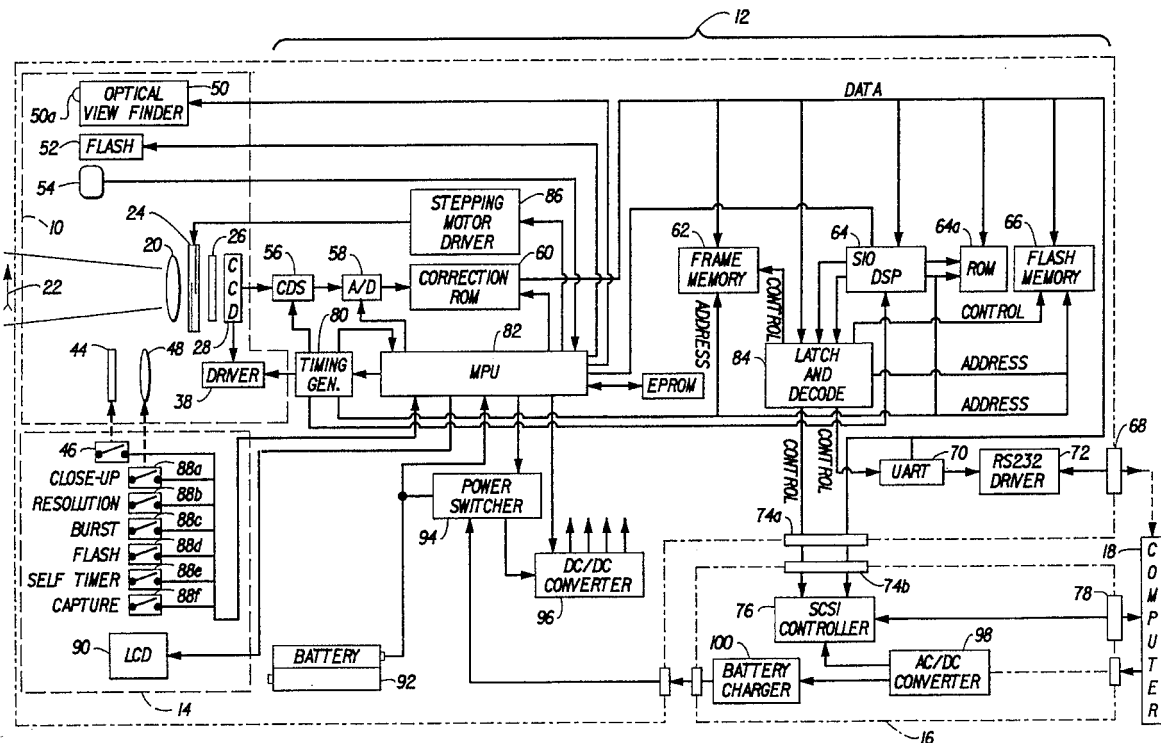 12
OPTICAL
VIEW FINDER
50
50a
DATA
52
FLASH
54
10
24
26
20
22
28
C
C
D
86
STEPPING
MOTOR
DRIVER
56
CDS
58
A/D
60
CORRECTION
ROM
62
FRAME
MEMORY
64
SIO
DSP
64a
ROM
66
FLASH
MEMORY
CONTROL
CONTROL
ADDRESS
44
48
DRIVER
38
80
TIMING
GEN.
82
MPU
EPROM
84
LATCH
AND
DECODE
ADDRESS
ADDRESS
46
CLOSE-UP
88a
RESOLUTION
88b
BURST
88c
FLASH
88d
SELF TIMER
88e
CAPTURE
88f
90
LCD
14
POWER
SWITCHER
94
DC/DC
CONVERTER
96
BATTERY
92
CONTROL
CONTROL
70
UART
72
RS232
DRIVER
68
74a
74b
76
SCSI
CONTROLLER
78
18
C
O
M
P
U
T
E
R
98
AC/DC
CONVERTER
100
BATTERY
CHARGER
16